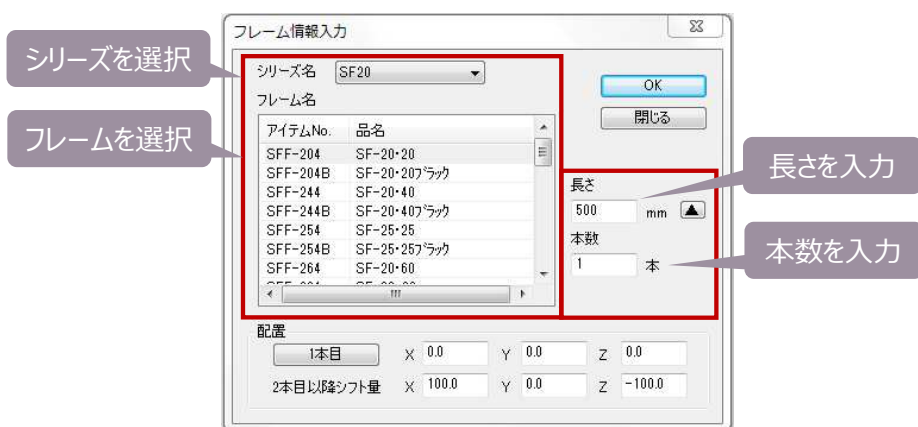 フレーム情報入力
シリーズを選択
シリーズ名 SF20
OK
フレーム名
閉じる
フレームを選択
アイテムNo. 品名
SFF-204 SF-20･20
SFF-204B SF-20･20ﾌﾞﾗｯｸ
SFF-244 SF-20･40
SFF-244B SF-20･40ﾌﾞﾗｯｸ
SFF-254 SF-25･25
SFF-254B SF-25･25ﾌﾞﾗｯｸ
SFF-264 SF-20･60
長さを入力
長さ
500 mm
本数を入力
本数
1 本
配置
1本目 X 0.0 Y 0.0 Z 0.0
2本目以降シフト量 X 100.0 Y 0.0 Z -100.0